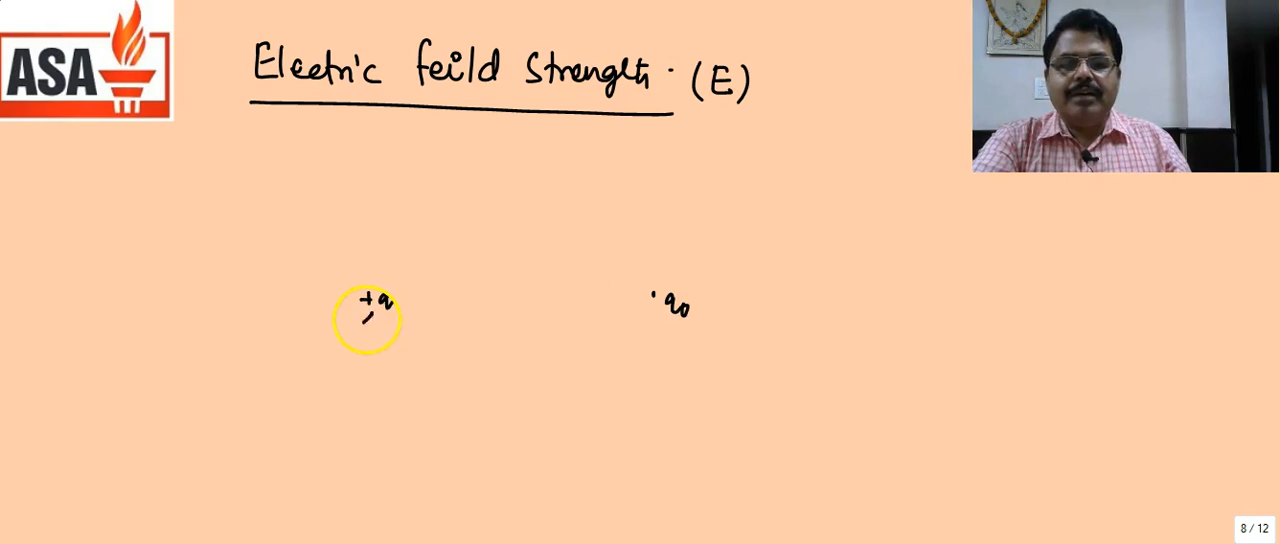 ASA
Electric feild strength. (E)
+q
q0
8 / 12